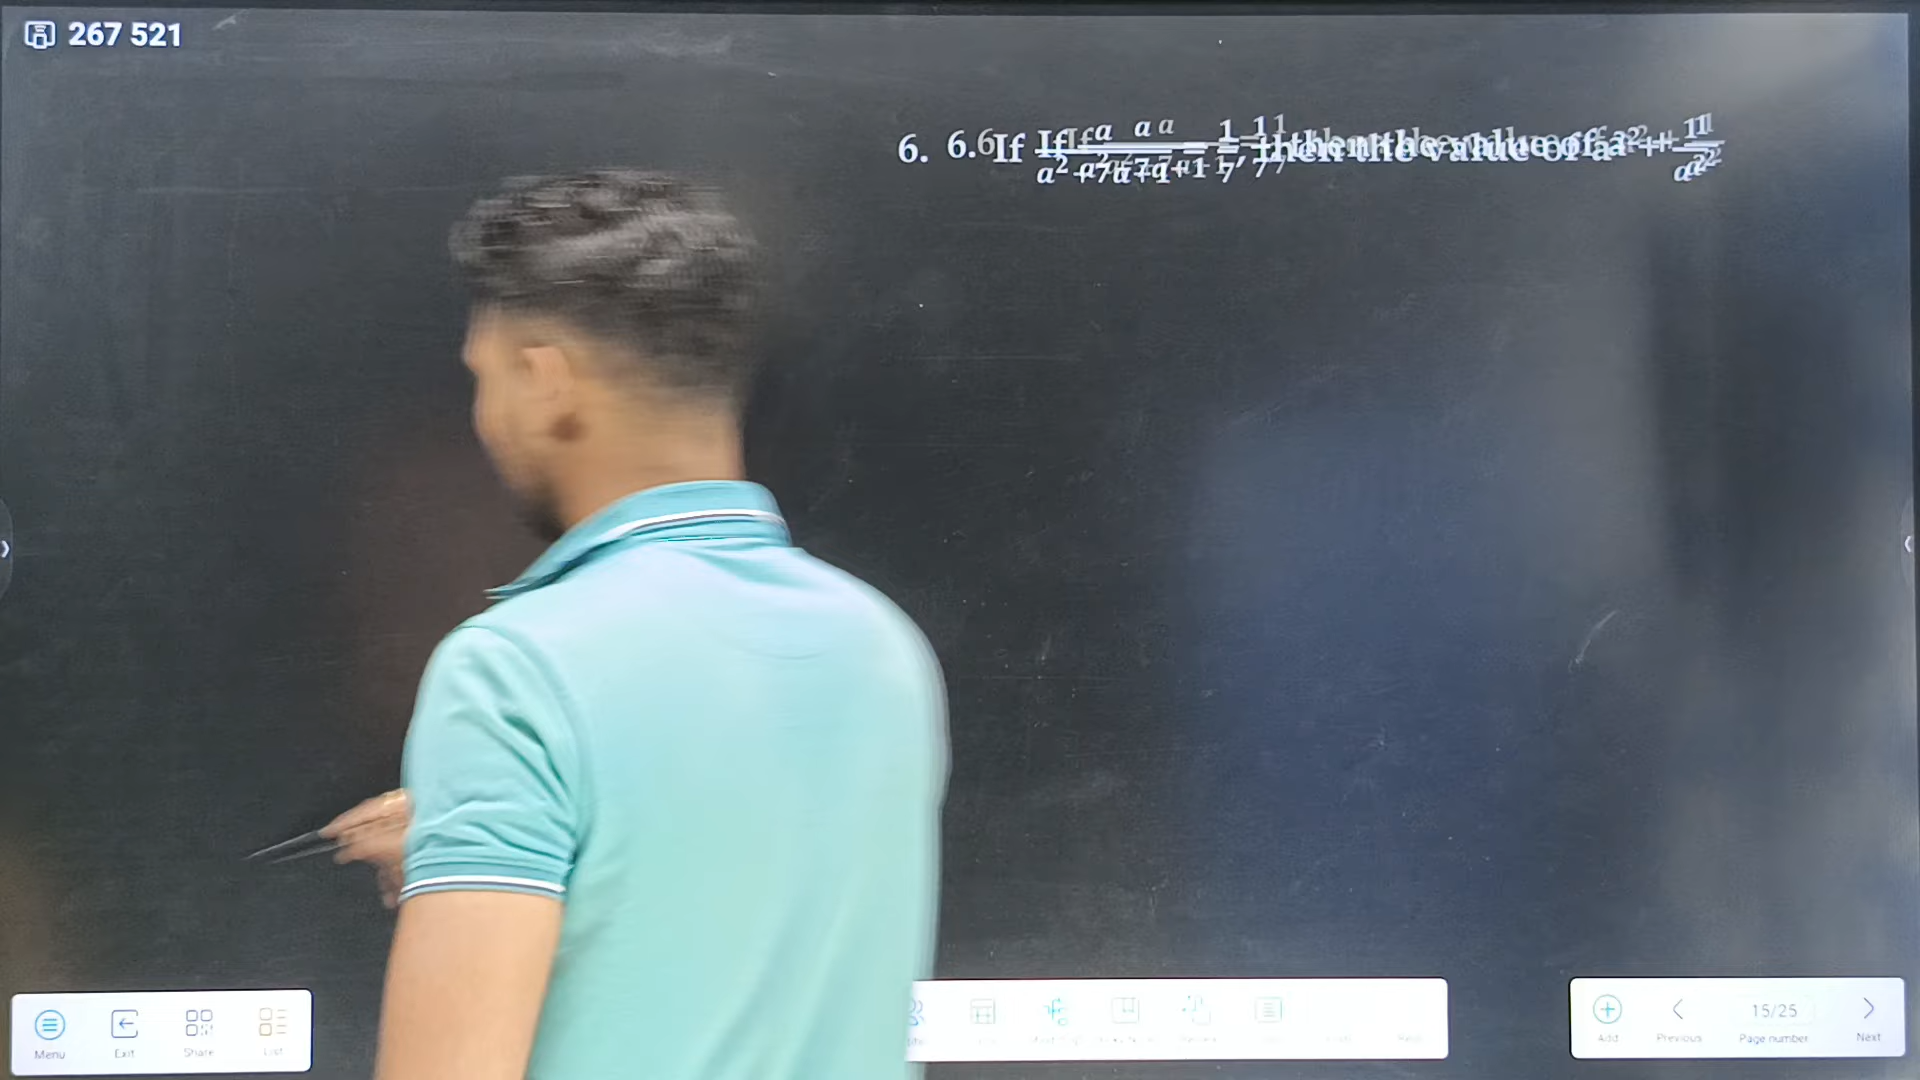 267 521
6. If a/(a²+7a+1) = 1/7, then the value of a² + 1/a²
Menu
Exit
Share
List
Add
Previous
15/25
Page number
Next